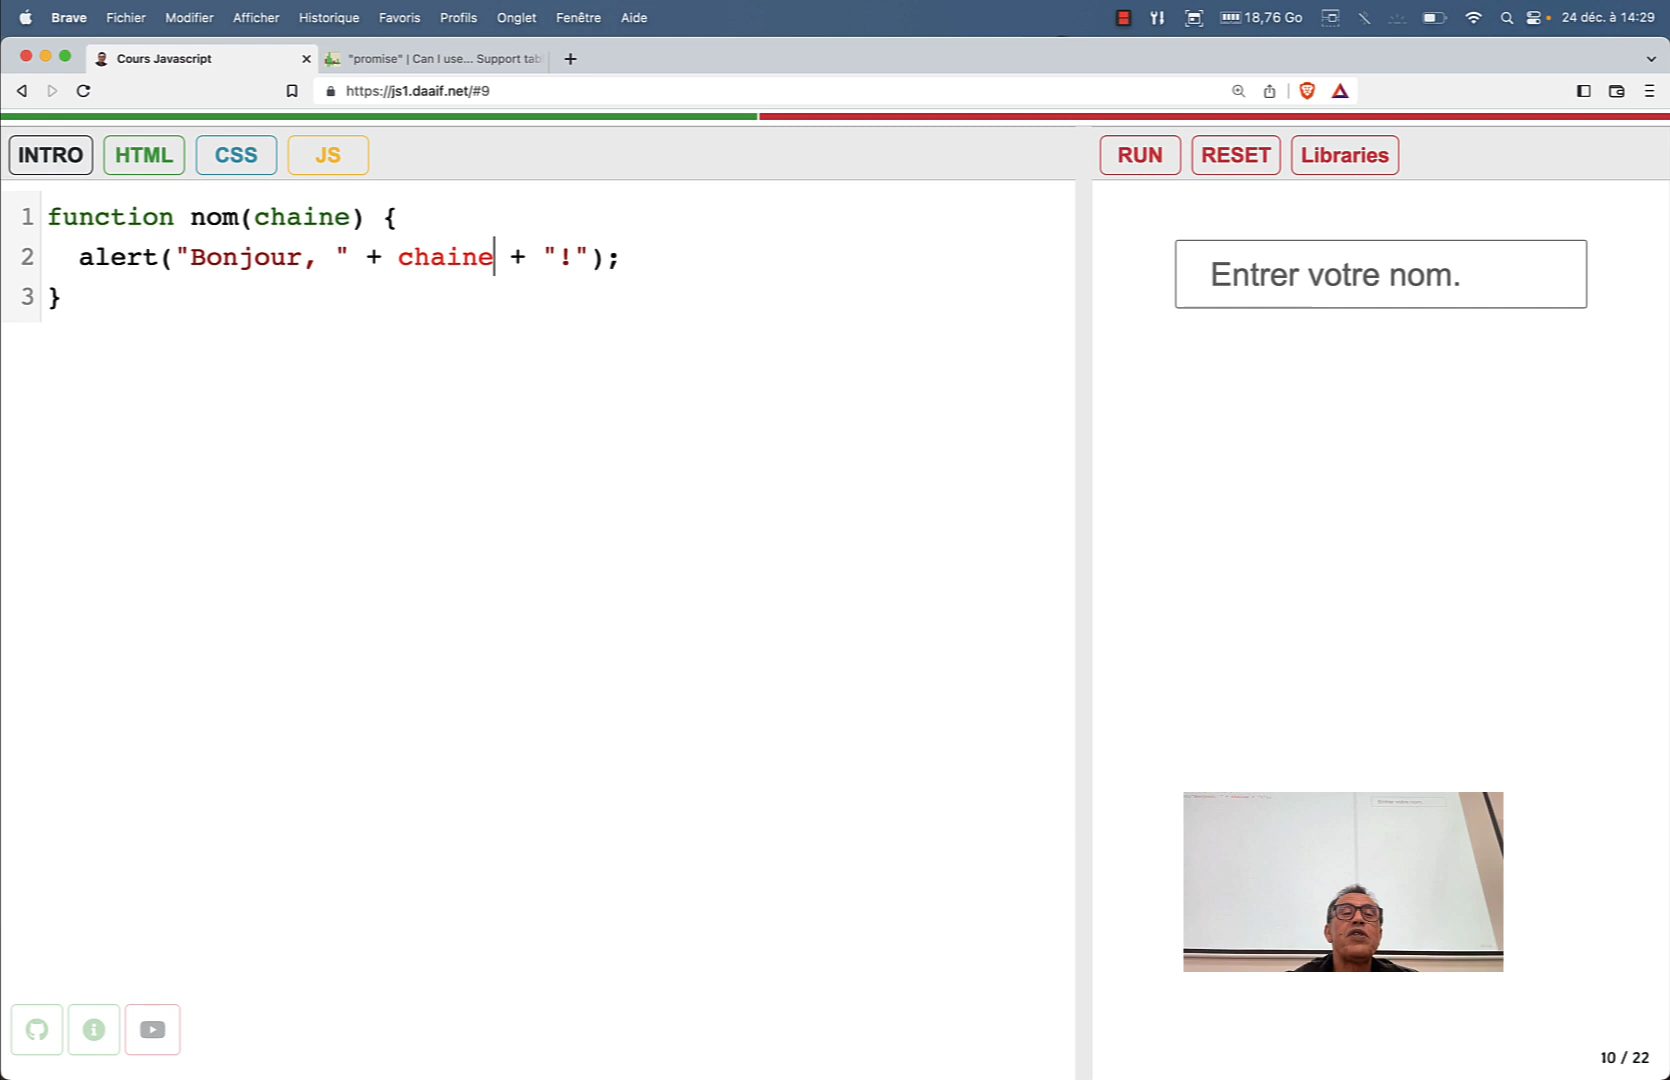 Brave Fichier Modifier Afficher Historique Favoris Profils Onglet Fenêtre Aide 18,76 Go 24 déc. à 14:29
Cours Javascript "promise" | Can I use... Support tab
https://js1.daaif.net/#9
INTRO HTML CSS JS RUN RESET Libraries
1 function nom(chaine) {
2 alert("Bonjour, " + chaine + "!");
3 }
Entrer votre nom.
10 / 22